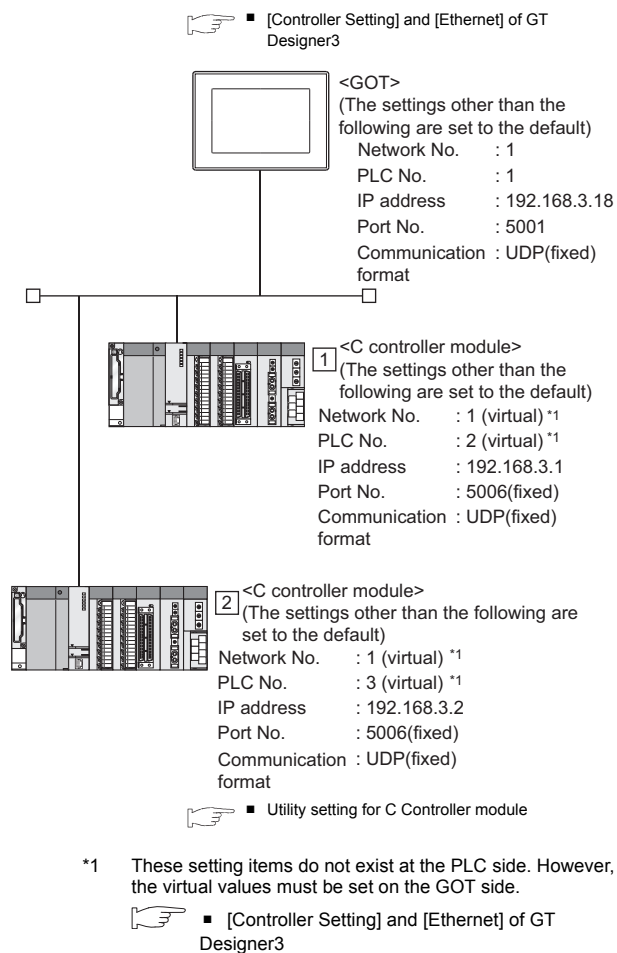 ■ [Controller Setting] and [Ethernet] of GT
Designer3
<GOT>
(The settings other than the
following are set to the default)
Network No. : 1
PLC No. : 1
IP address : 192.168.3.18
Port No. : 5001
Communication : UDP(fixed)
format
1 <C controller module>
(The settings other than the
following are set to the default)
Network No. : 1 (virtual) *1
PLC No. : 2 (virtual) *1
IP address : 192.168.3.1
Port No. : 5006(fixed)
Communication : UDP(fixed)
format
2 <C controller module>
(The settings other than the following are
set to the default)
Network No. : 1 (virtual) *1
PLC No. : 3 (virtual) *1
IP address : 192.168.3.2
Port No. : 5006(fixed)
Communication : UDP(fixed)
format
■ Utility setting for C Controller module
*1 These setting items do not exist at the PLC side. However,
the virtual values must be set on the GOT side.
■ [Controller Setting] and [Ethernet] of GT
Designer3